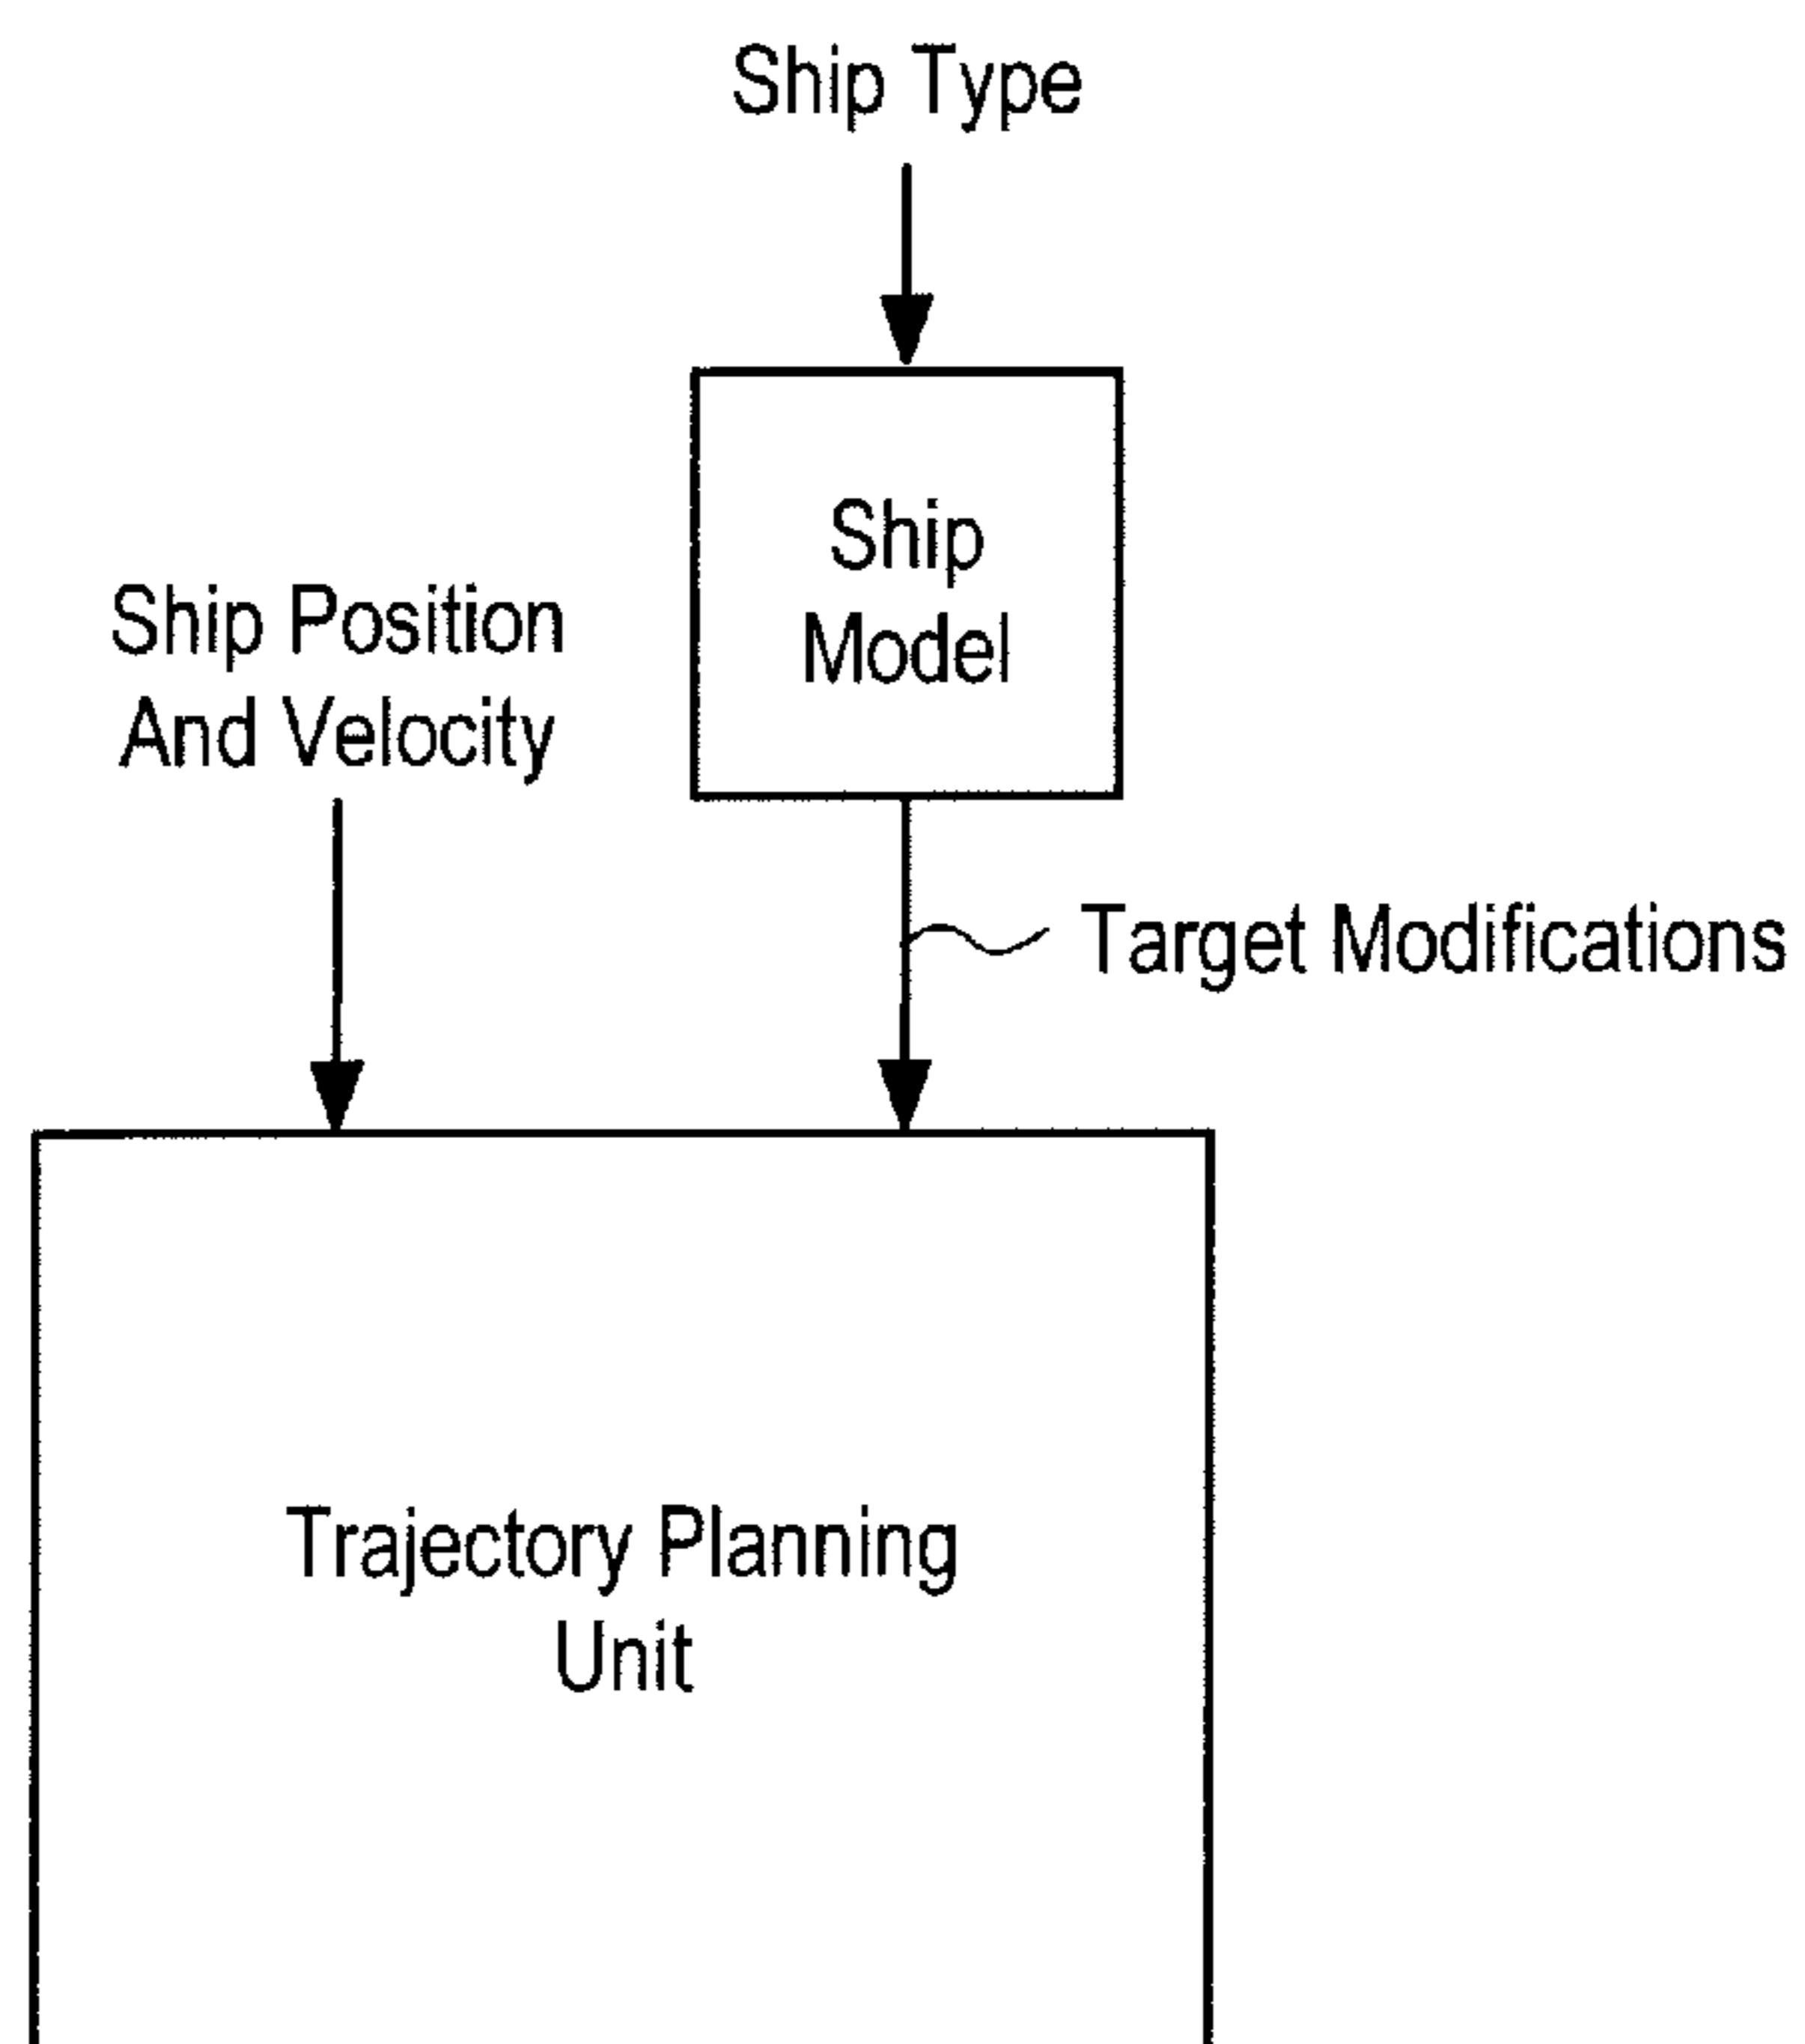 Ship Type
Ship
Model
Ship Position
And Velocity
Target Modifications
Trajectory Planning
Unit